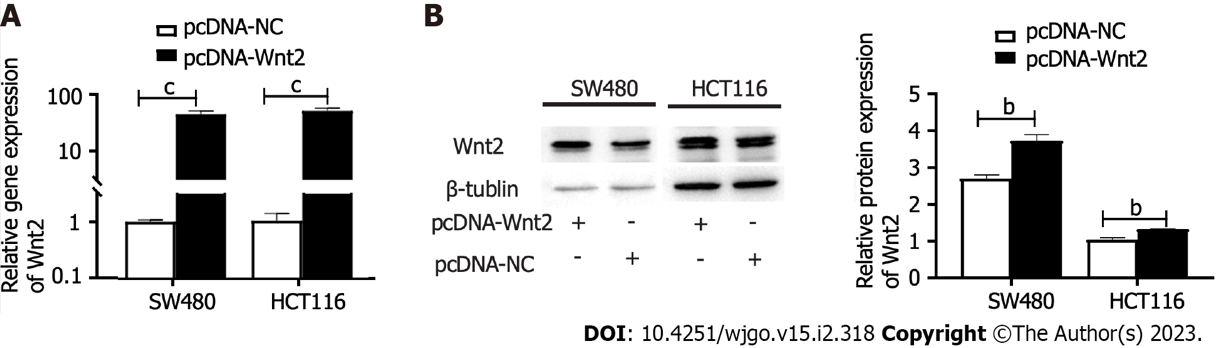 A
pcDNA-NC
pcDNA-Wnt2
Relative gene expression
of Wnt2
100
10
1
0.1
c
c
SW480
HCT116
B
SW480
HCT116
Wnt2
β-tublin
pcDNA-Wnt2 + - + -
pcDNA-NC - + - +
pcDNA-NC
pcDNA-Wnt2
Relative protein expression
of Wnt2
5
4
3
2
1
0
b
b
SW480
HCT116
DOI: 10.4251/wjgo.v15.i2.318 Copyright ©The Author(s) 2023.